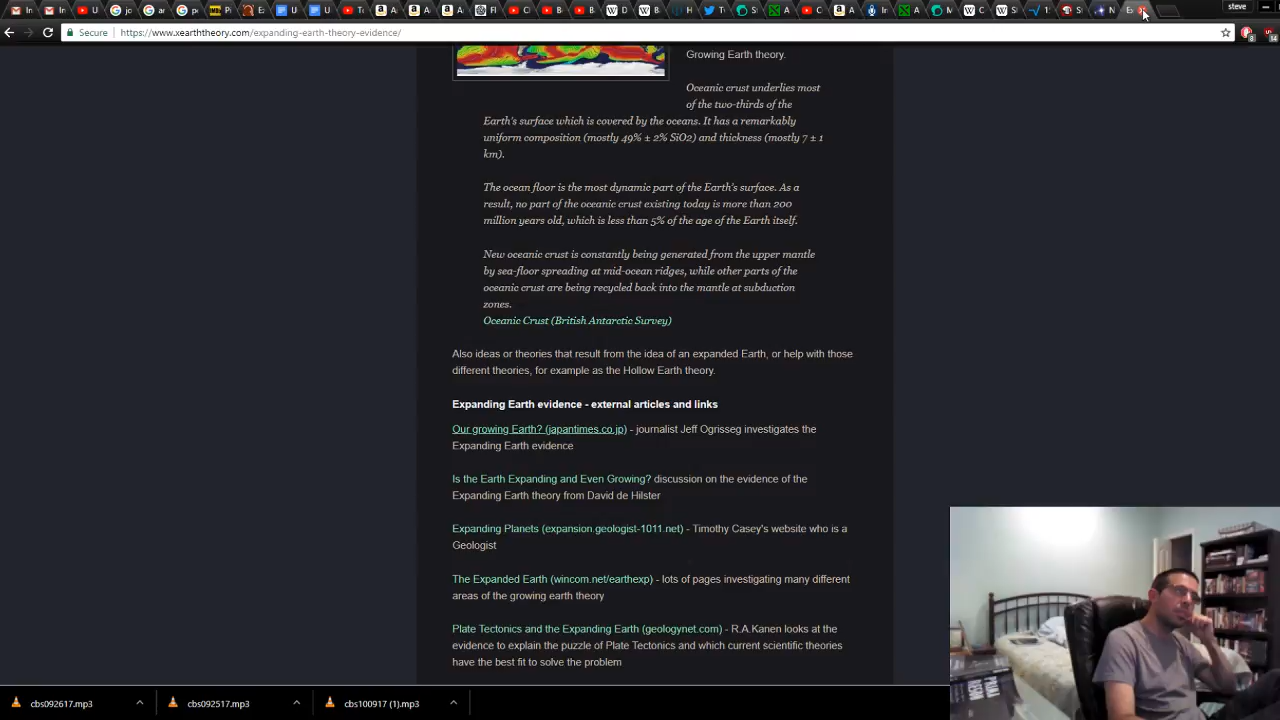 steve
Secure
https://www.xearththeory.com/expanding-earth-theory-evidence/
Growing Earth theory.
Oceanic crust underlies most
of the two-thirds of the
Earth's surface which is covered by the oceans. It has a remarkably
uniform composition (mostly 49% ± 2% SiO2) and thickness (mostly 7 ± 1
km).
The ocean floor is the most dynamic part of the Earth's surface. As a
result, no part of the oceanic crust existing today is more than 200
million years old, which is less than 5% of the age of the Earth itself.
New oceanic crust is constantly being generated from the upper mantle
by sea-floor spreading at mid-ocean ridges, while other parts of the
oceanic crust are being recycled back into the mantle at subduction
zones.
Oceanic Crust (British Antarctic Survey)
Also ideas or theories that result from the idea of an expanded Earth, or help with those
different theories, for example as the Hollow Earth theory.
Expanding Earth evidence - external articles and links
Our growing Earth? (japantimes.co.jp) - journalist Jeff Ogrisseg investigates the
Expanding Earth evidence
Is the Earth Expanding and Even Growing? discussion on the evidence of the
Expanding Earth theory from David de Hilster
Expanding Planets (expansion.geologist-1011.net) - Timothy Casey's website who is a
Geologist
The Expanded Earth (wincom.net/earthexp) - lots of pages investigating many different
areas of the growing earth theory
Plate Tectonics and the Expanding Earth (geologynet.com) - R.A.Kanen looks at the
evidence to explain the puzzle of Plate Tectonics and which current scientific theories
have the best fit to solve the problem
cbs092617.mp3
cbs092517.mp3
cbs100917 (1).mp3